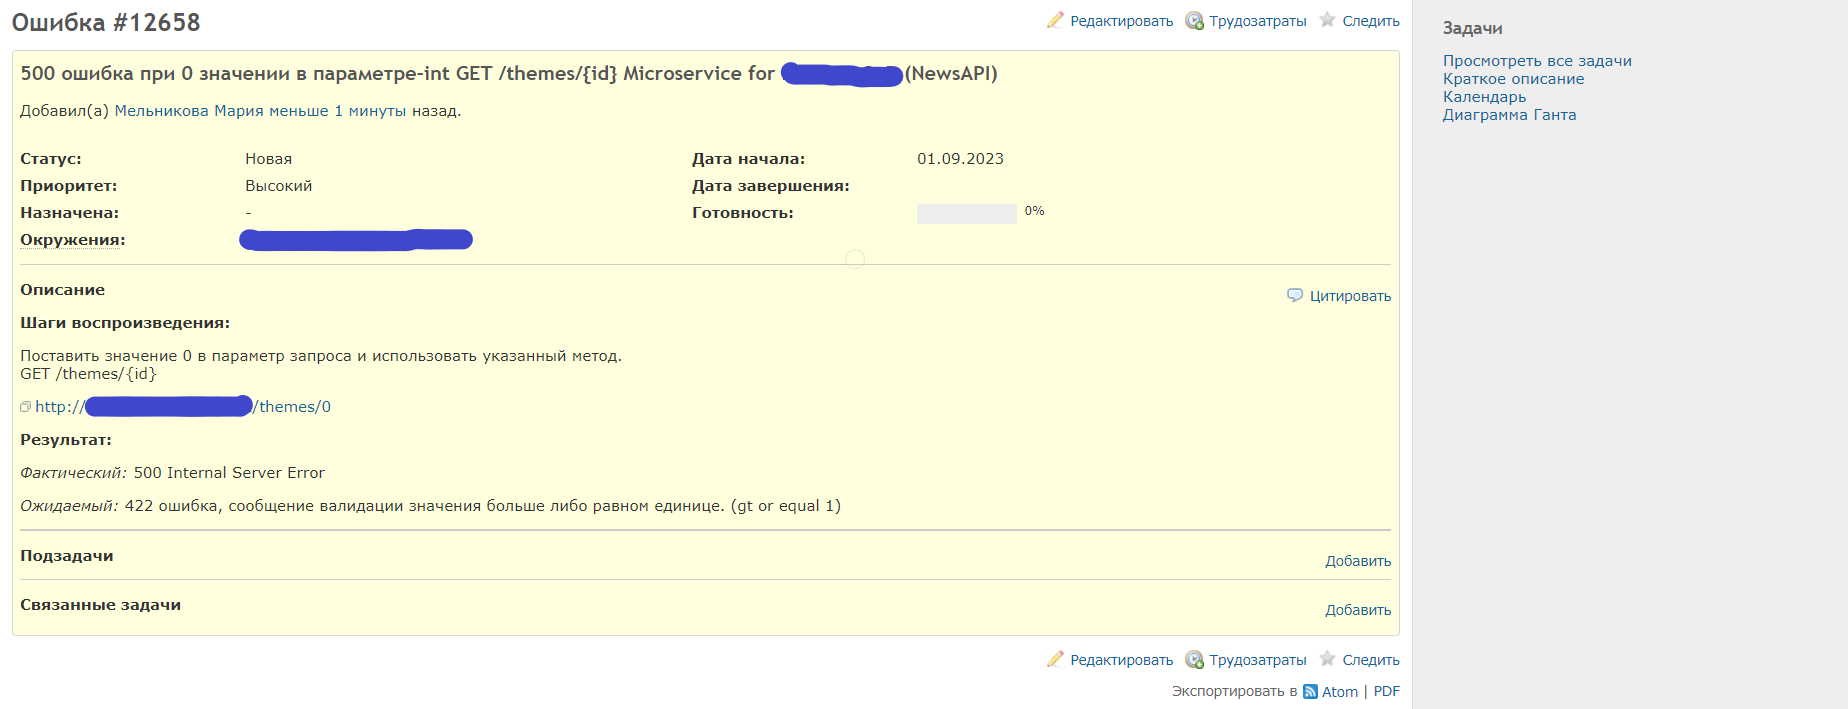 Ошибка #12658
Редактировать Трудозатраты Следить
500 ошибка при 0 значении в параметре-int GET /themes/{id} Microservice for (NewsAPI)
Добавил(а) Мельникова Мария меньше 1 минуты назад.
Статус: Новая Дата начала: 01.09.2023
Приоритет: Высокий Дата завершения:
Назначена: - Готовность: 0%
Окружения:
Описание
Цитировать
Шаги воспроизведения:
Поставить значение 0 в параметр запроса и использовать указанный метод.
GET /themes/{id}
http:// /themes/0
Результат:
Фактический: 500 Internal Server Error
Ожидаемый: 422 ошибка, сообщение валидации значения больше либо равном единице. (gt or equal 1)
Подзадачи
Добавить
Связанные задачи
Добавить
Редактировать Трудозатраты Следить
Экспортировать в Atom | PDF
Задачи
Просмотреть все задачи
Краткое описание
Календарь
Диаграмма Ганта